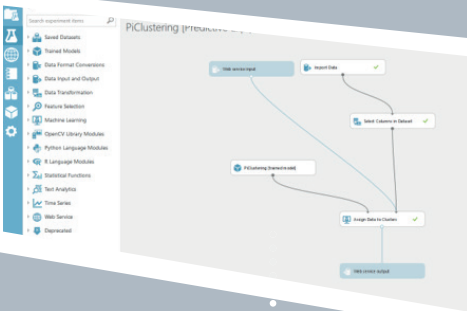 Search experiment items
Saved Datasets
Trained Models
Data Format Conversions
Data Input and Output
Data Transformation
Feature Selection
Machine Learning
OpenCV Library Modules
Python Language Modules
R Language Modules
Statistical Functions
Text Analytics
Time Series
Web Service
Deprecated
PiClustering [Predictive
Web service input
Import Data
Select Columns in Dataset
PiClustering [trained model]
Assign Data to Clusters
Web service output